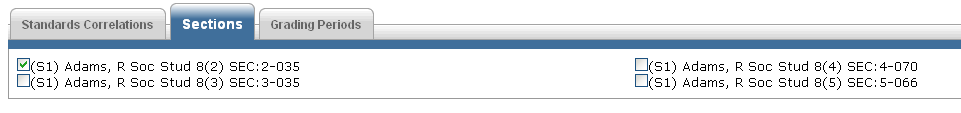 Standards Correlations Sections Grading Periods
(S1) Adams, R Soc Stud 8(2) SEC:2-035 (S1) Adams, R Soc Stud 8(4) SEC:4-070
(S1) Adams, R Soc Stud 8(3) SEC:3-035 (S1) Adams, R Soc Stud 8(5) SEC:5-066